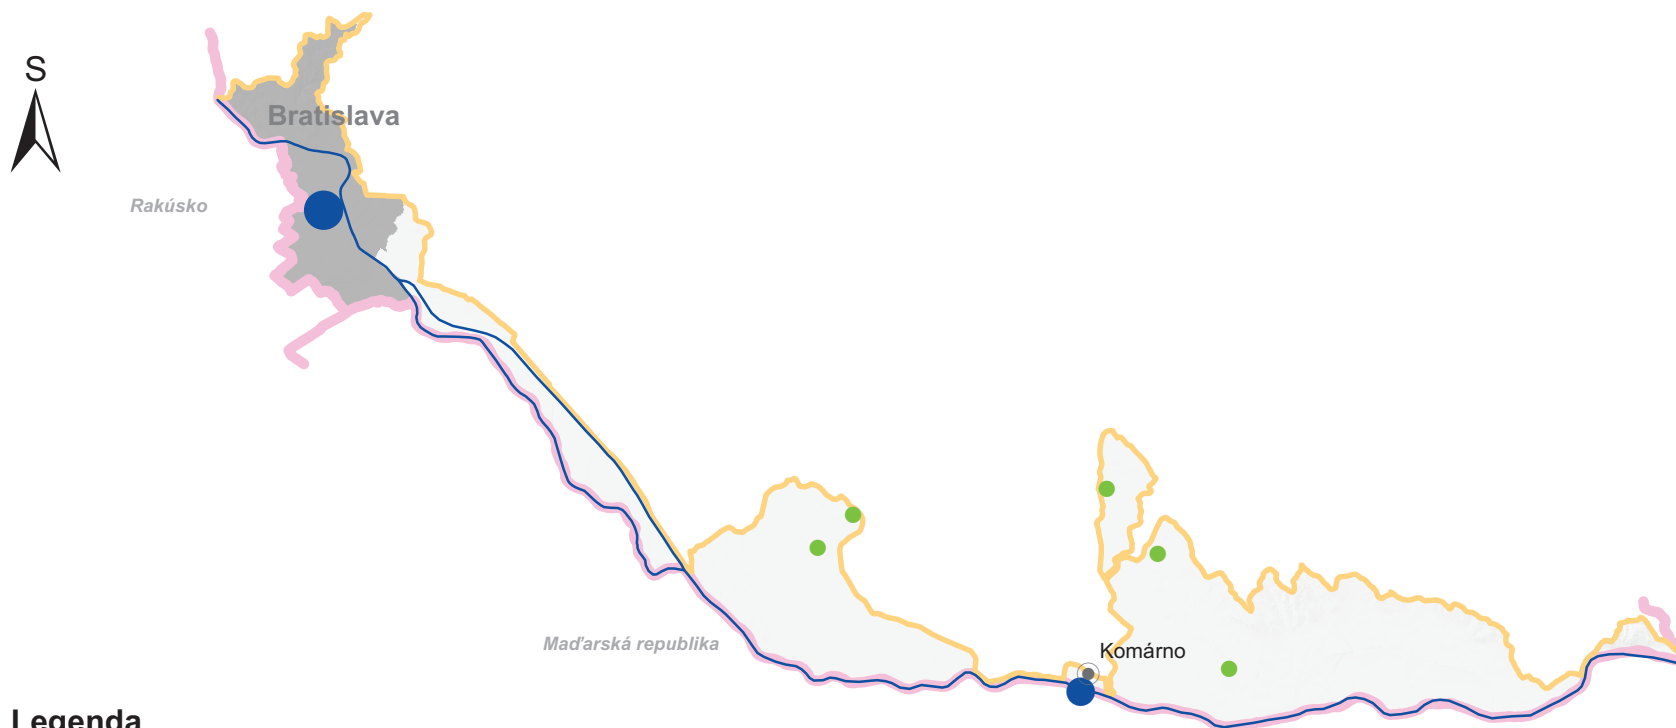 S
Bratislava
Rakúsko
Maďarská republika
Komárno
Legenda